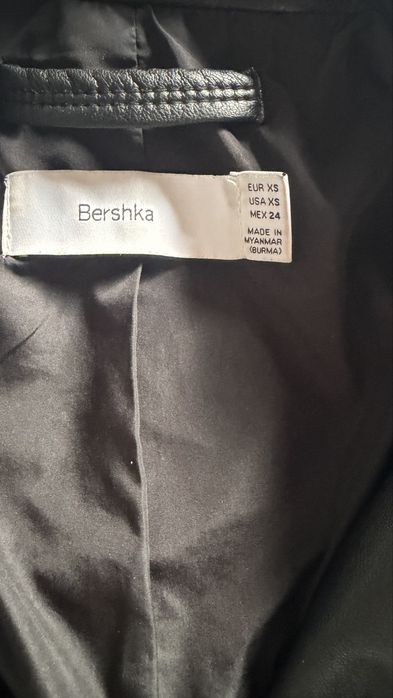 Bershka
EUR XS
USA XS
MEX 24
MADE IN
MYANMAR
(BURMA)